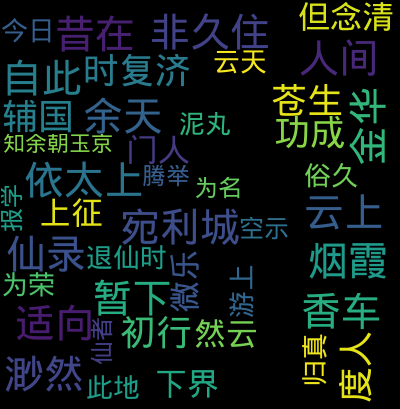 今日
昔在
非久住
但念清
自此
时复济
云天
人间
辅国
余天
泥丸
苍生
功成
金华
知余朝玉京
门人
依太上
腾举
为名
俗久
报学
上征
宛利城
空示
云上
仙录
退仙时
微乐
游上
烟霞
为荣
暂下
香车
适向
仙者
初行
然云
归真
度人
渺然
此地
下界